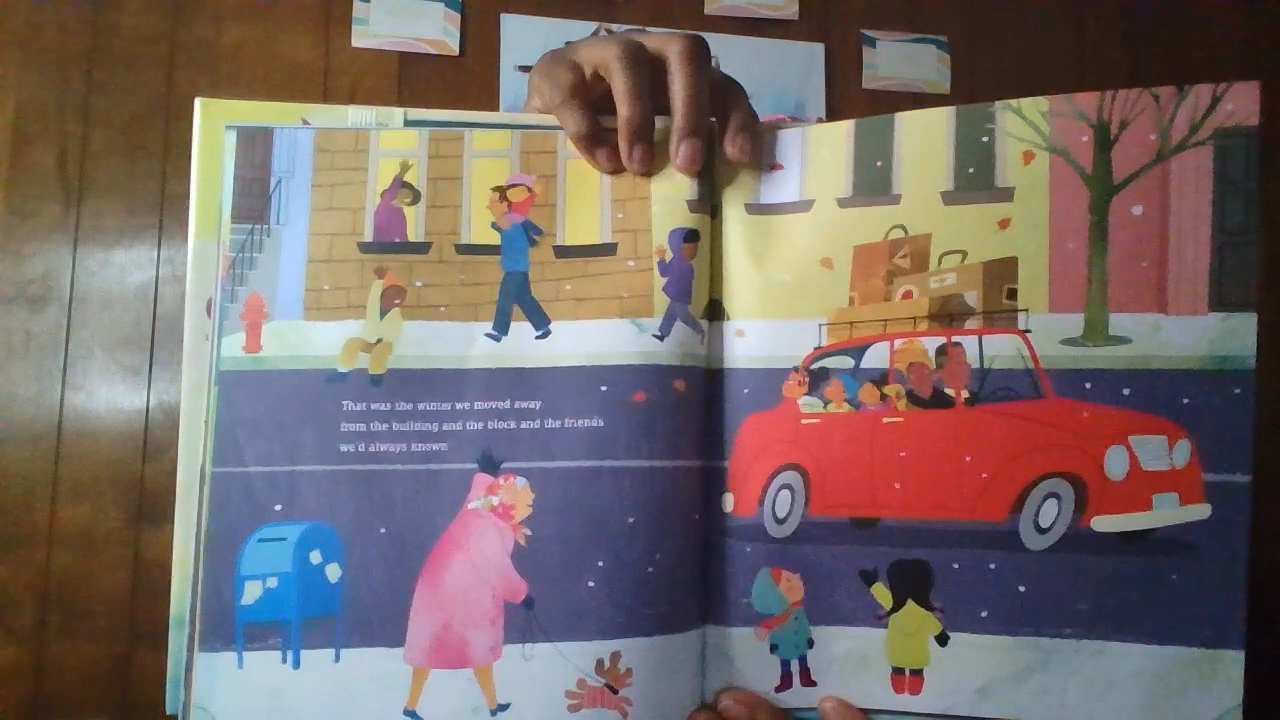 That was the winter we moved away
from the building and the block and the friends
we'd always known